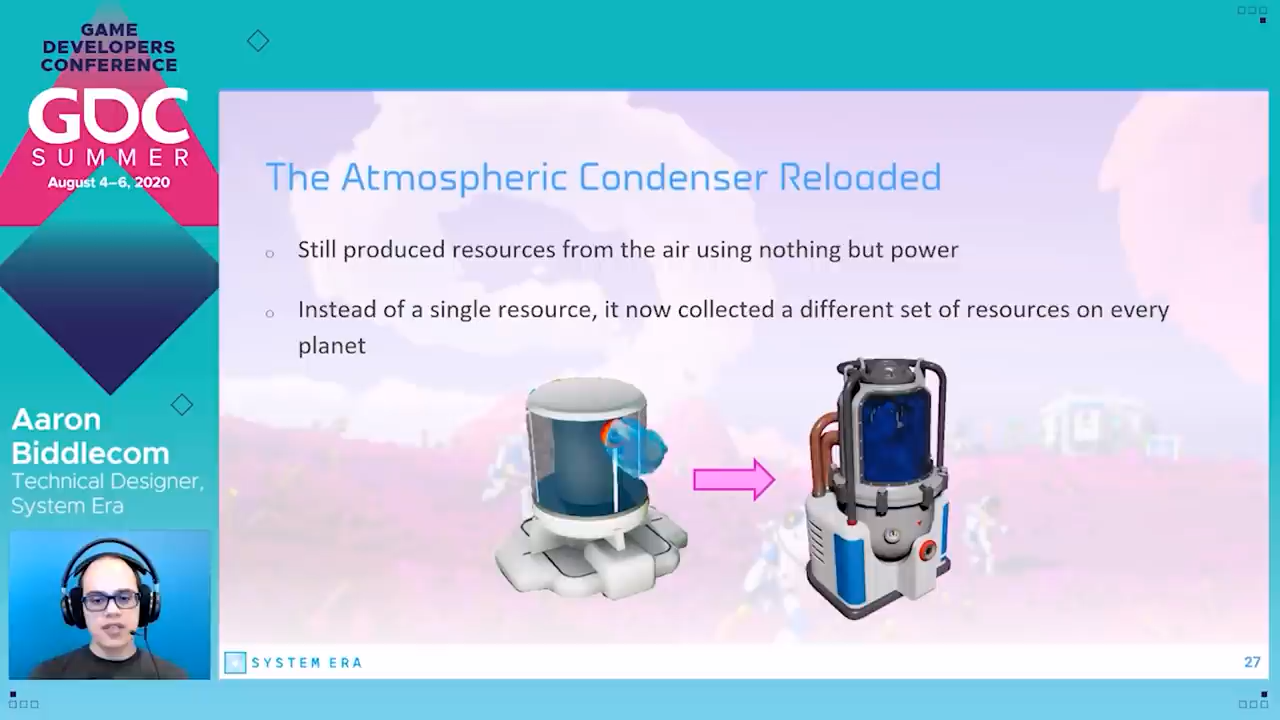 GAME
DEVELOPERS
CONFERENCE
GDC
SUMMER
August 4–6, 2020
Aaron
Biddlecom
Technical Designer,
System Era
The Atmospheric Condenser Reloaded
Still produced resources from the air using nothing but power
Instead of a single resource, it now collected a different set of resources on every
planet
SYSTEM ERA
27